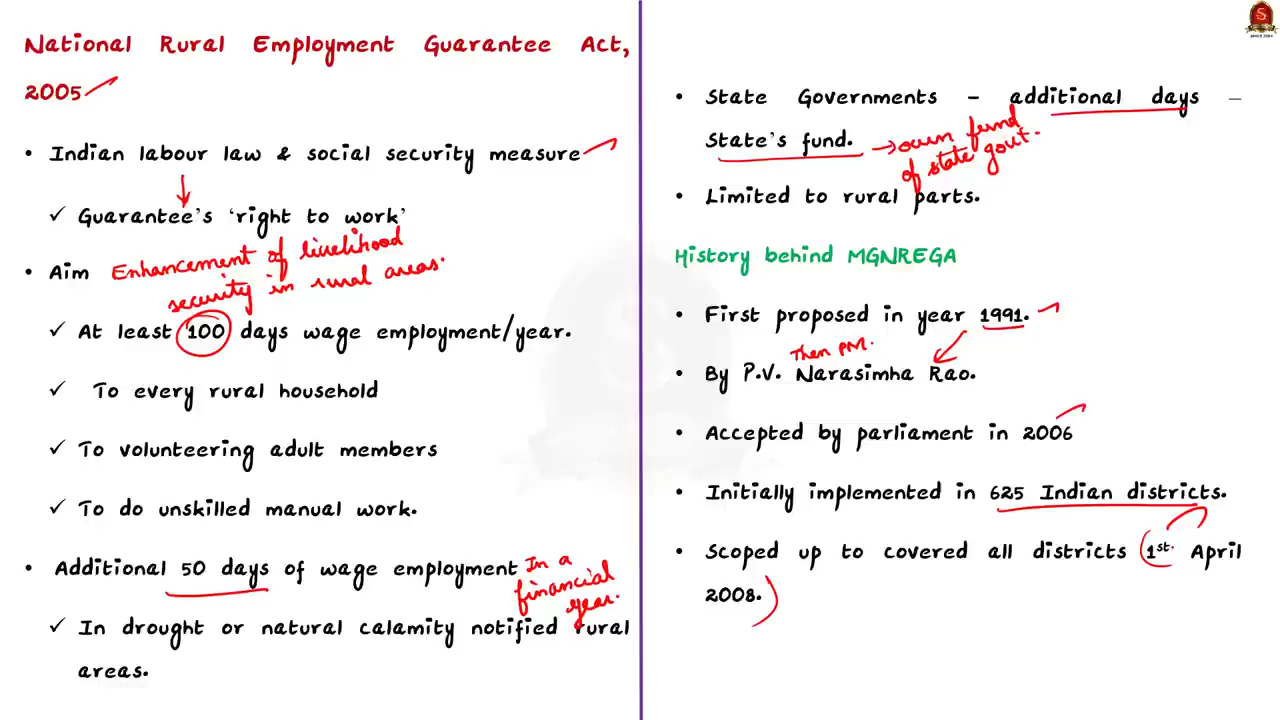 National Rural Employment Guarantee Act,
2005
• Indian labour law & social security measure
✓ Guarantee's 'right to work'
• Aim Enhancement of livelihood
security in rural areas.
✓ At least 100 days wage employment/year.
✓ To every rural household
✓ To volunteering adult members
✓ To do unskilled manual work.
• Additional 50 days of wage employment In a
financial
year.
✓ In drought or natural calamity notified rural
areas.
• State Governments – additional days –
State's fund. → own fund
of state govt.
• Limited to rural parts.
History behind MGNREGA
• First proposed in year 1991.
Then PM.
• By P.V. Narasimha Rao.
• Accepted by parliament in 2006
• Initially implemented in 625 Indian districts.
• Scoped up to covered all districts (1st. April
2008.)
S
SINCE 2004